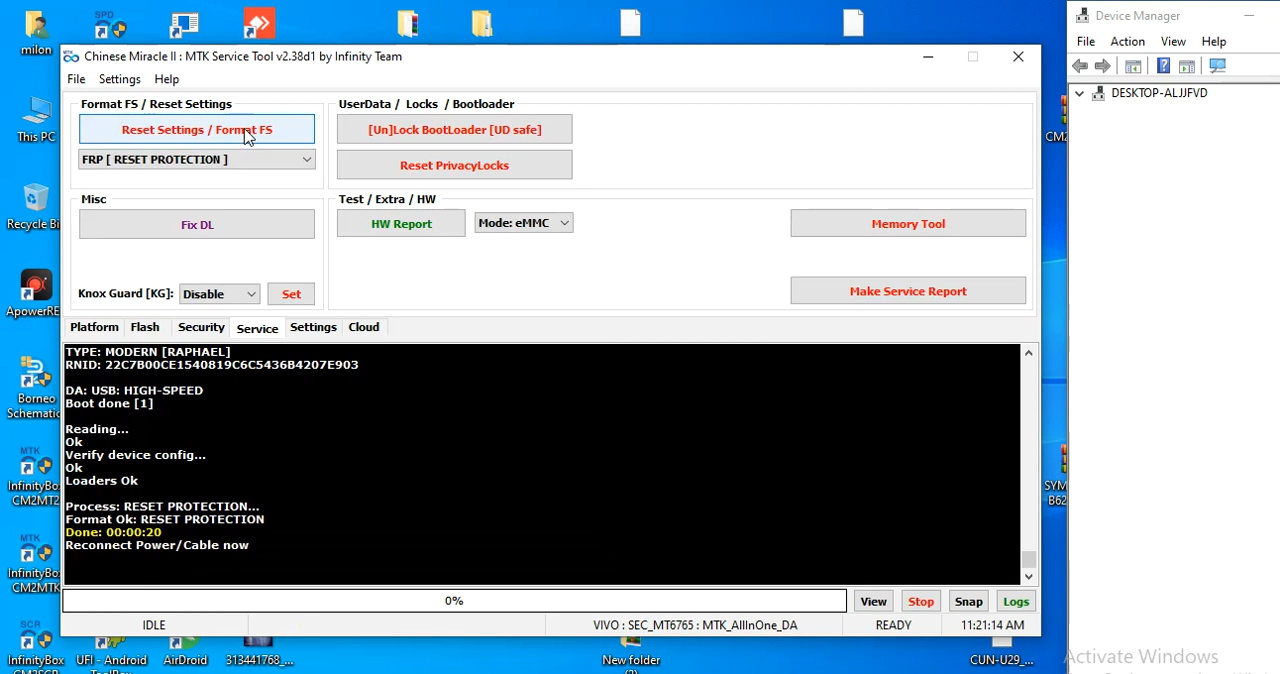 milon
SPD
This PC
Recycle Bi
ApowerRE
Borneo
Schematic
MTK
InfinityBo
CM2MT2
MTK
InfinityBo
CM2MTK
SCR
InfinityBox
CM2SCR
UFI - Android
ToolBox
AirDroid
313441768_...
New folder
(2)
CUN-U29_...
CM2
SYM
B62
Chinese Miracle II : MTK Service Tool v2.38d1 by Infinity Team
File Settings Help
Format FS / Reset Settings
Reset Settings / Format FS
FRP [ RESET PROTECTION ]
UserData / Locks / Bootloader
[Un]Lock BootLoader [UD safe]
Reset PrivacyLocks
Misc
Fix DL
Knox Guard [KG]: Disable Set
Test / Extra / HW
HW Report Mode: eMMC
Memory Tool
Make Service Report
Platform Flash Security Service Settings Cloud
TYPE: MODERN [RAPHAEL]
RNID: 22C7B00CE1540819C6C5436B4207E903
DA: USB: HIGH-SPEED
Boot done [1]
Reading...
Ok
Verify device config...
Ok
Loaders Ok
Process: RESET PROTECTION...
Format Ok: RESET PROTECTION
Done: 00:00:20
Reconnect Power/Cable now
0% View Stop Snap Logs
IDLE VIVO : SEC_MT6765 : MTK_AllInOne_DA READY 11:21:14 AM
Device Manager
File Action View Help
DESKTOP-ALJJFVD
Activate Windows